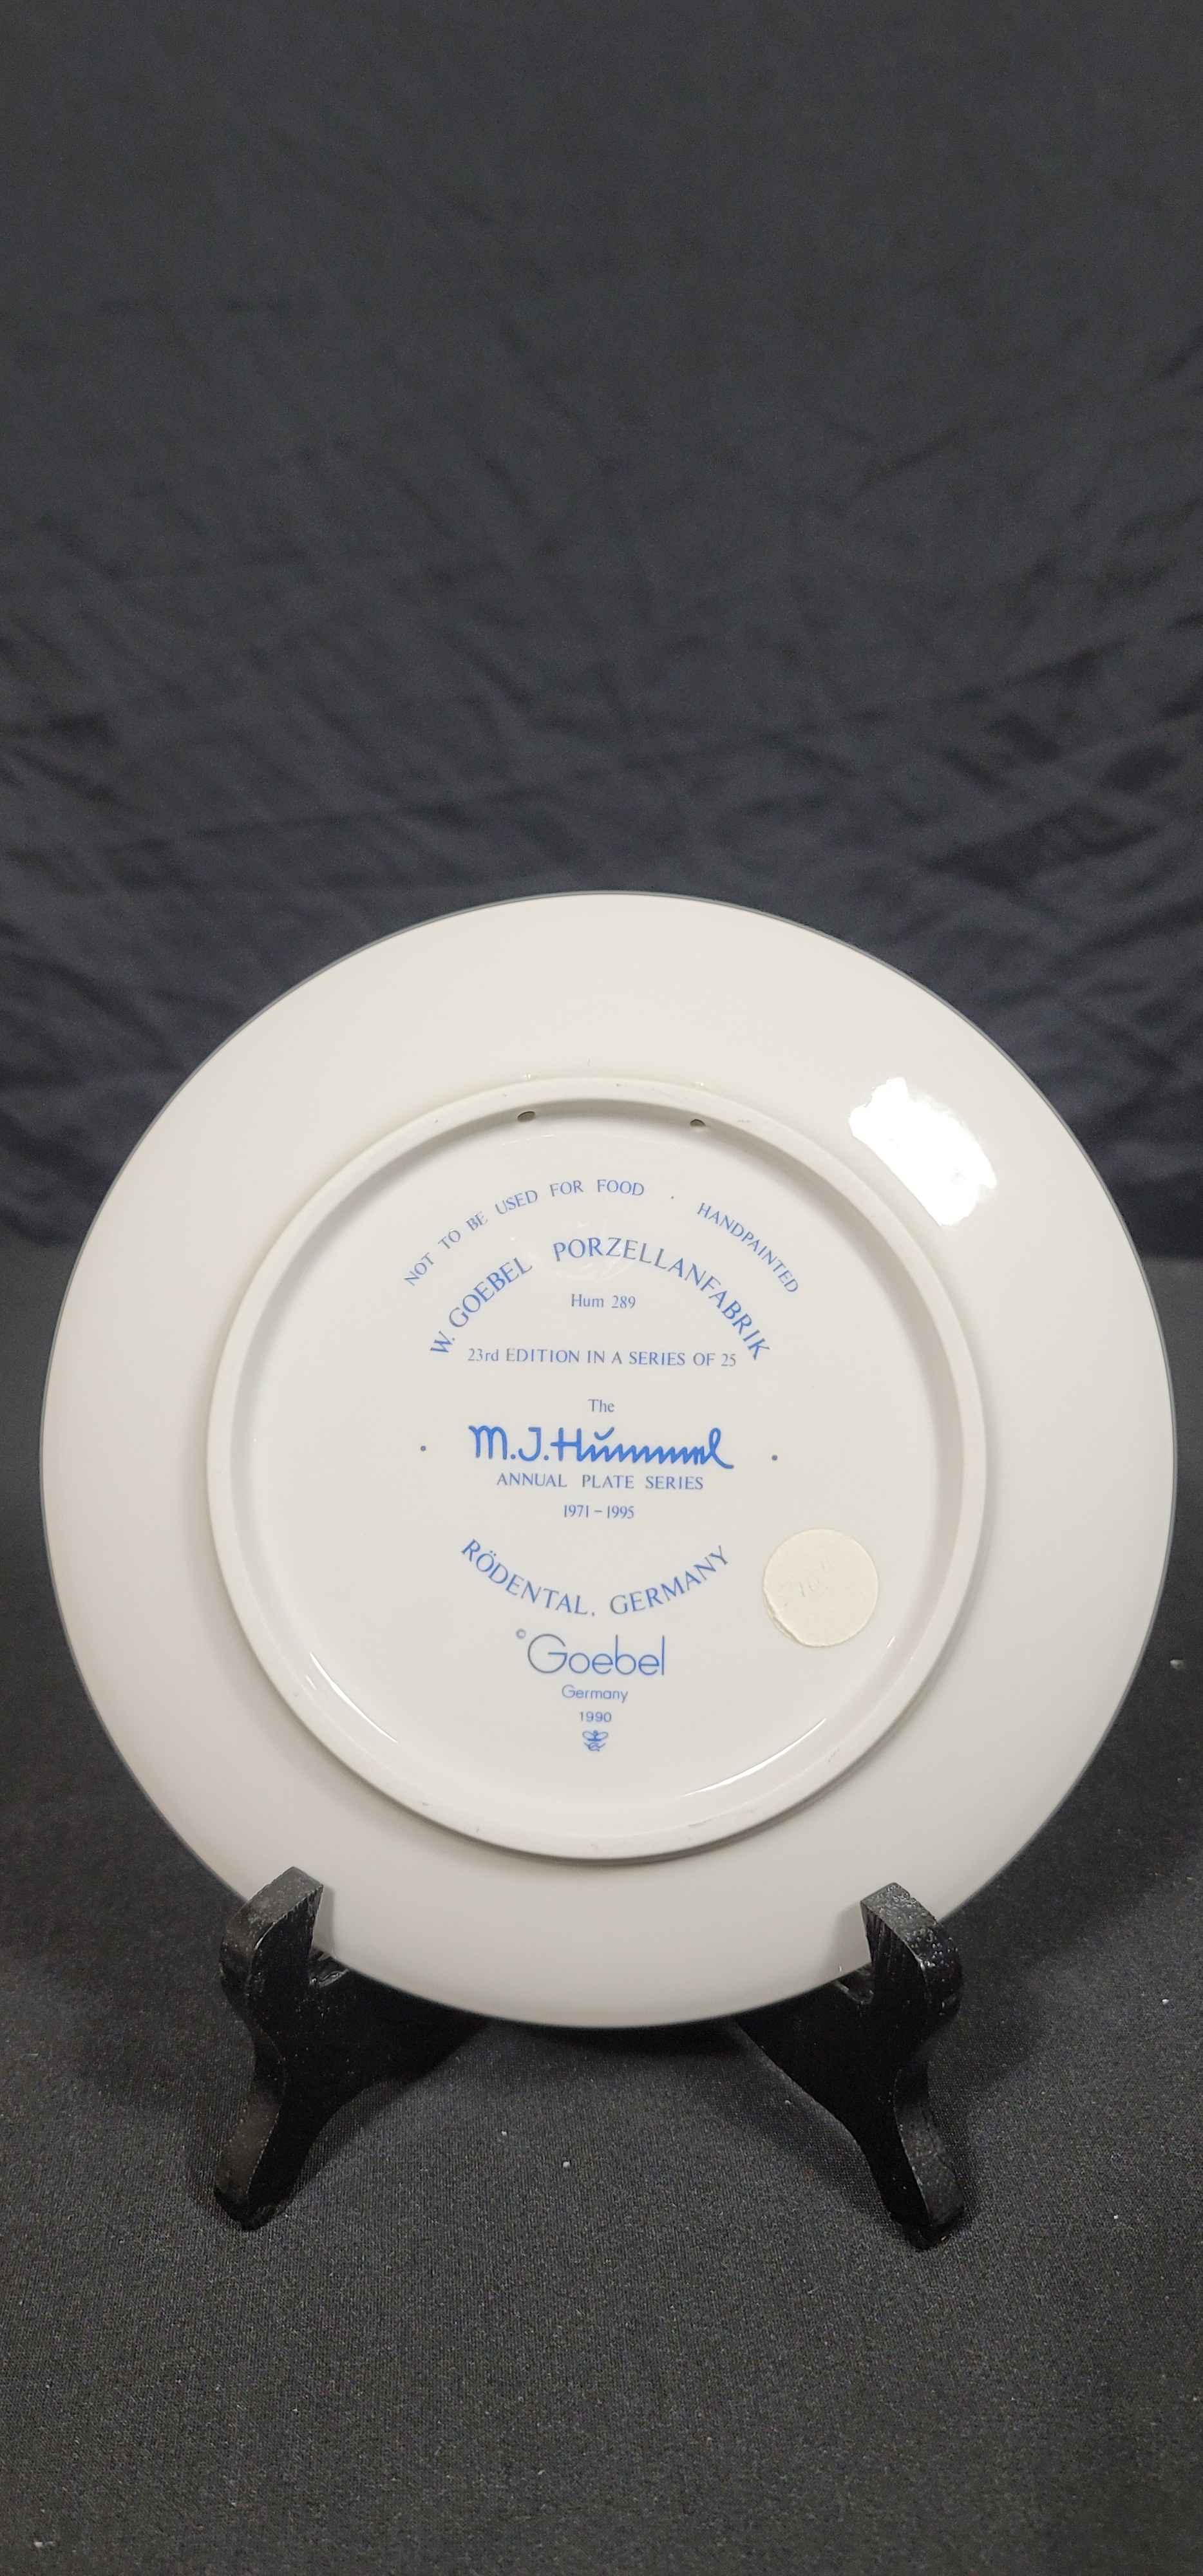 NOT TO BE USED FOR FOOD · HANDPAINTED
W. GOEBEL PORZELLANFABRIK
Hum 289
23rd EDITION IN A SERIES OF 25
The
· M.J.Hummel ·
ANNUAL PLATE SERIES
1971–1995
RÖDENTAL, GERMANY
©Goebel
Germany
1990